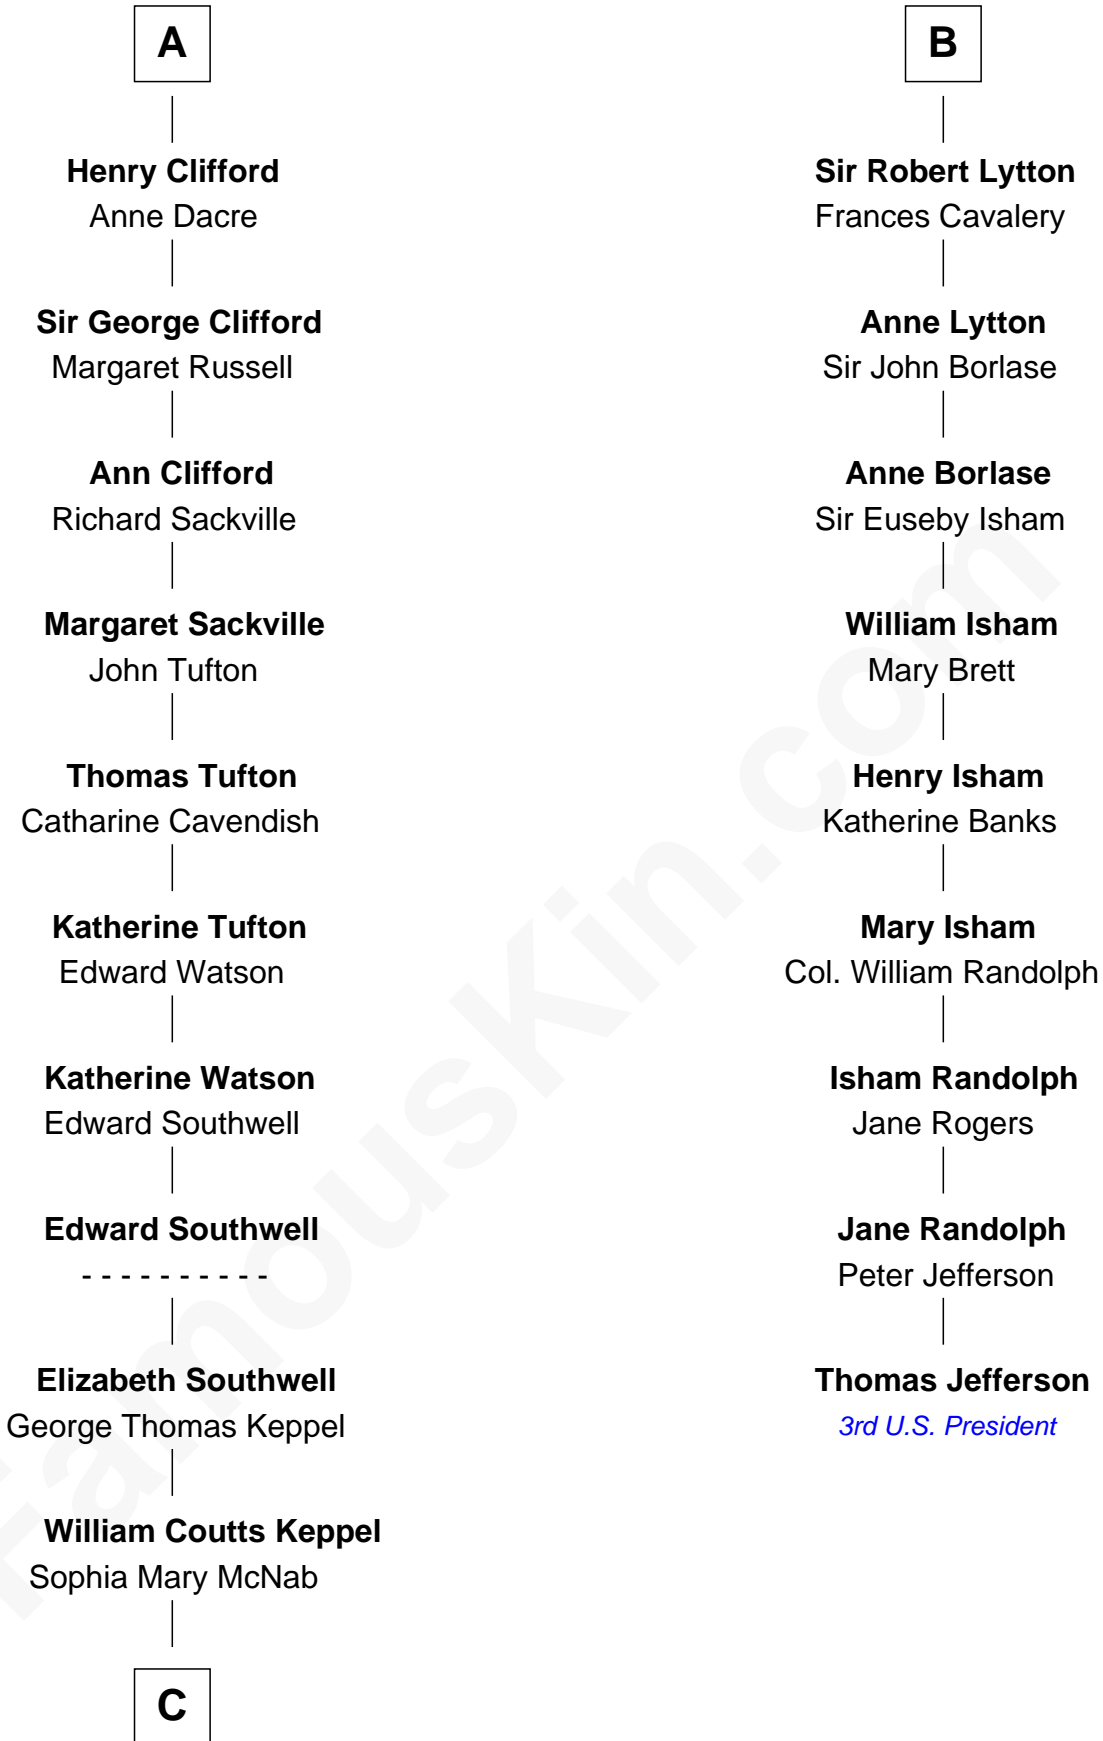 A
Henry Clifford
Anne Dacre
Sir George Clifford
Margaret Russell
Ann Clifford
Richard Sackville
Margaret Sackville
John Tufton
Thomas Tufton
Catharine Cavendish
Katherine Tufton
Edward Watson
Katherine Watson
Edward Southwell
Edward Southwell
- - - - - - - - - -
Elizabeth Southwell
George Thomas Keppel
William Coutts Keppel
Sophia Mary McNab
C
B
Sir Robert Lytton
Frances Cavalery
Anne Lytton
Sir John Borlase
Anne Borlase
Sir Euseby Isham
William Isham
Mary Brett
Henry Isham
Katherine Banks
Mary Isham
Col. William Randolph
Isham Randolph
Jane Rogers
Jane Randolph
Peter Jefferson
Thomas Jefferson
3rd U.S. President
FamousKin.com